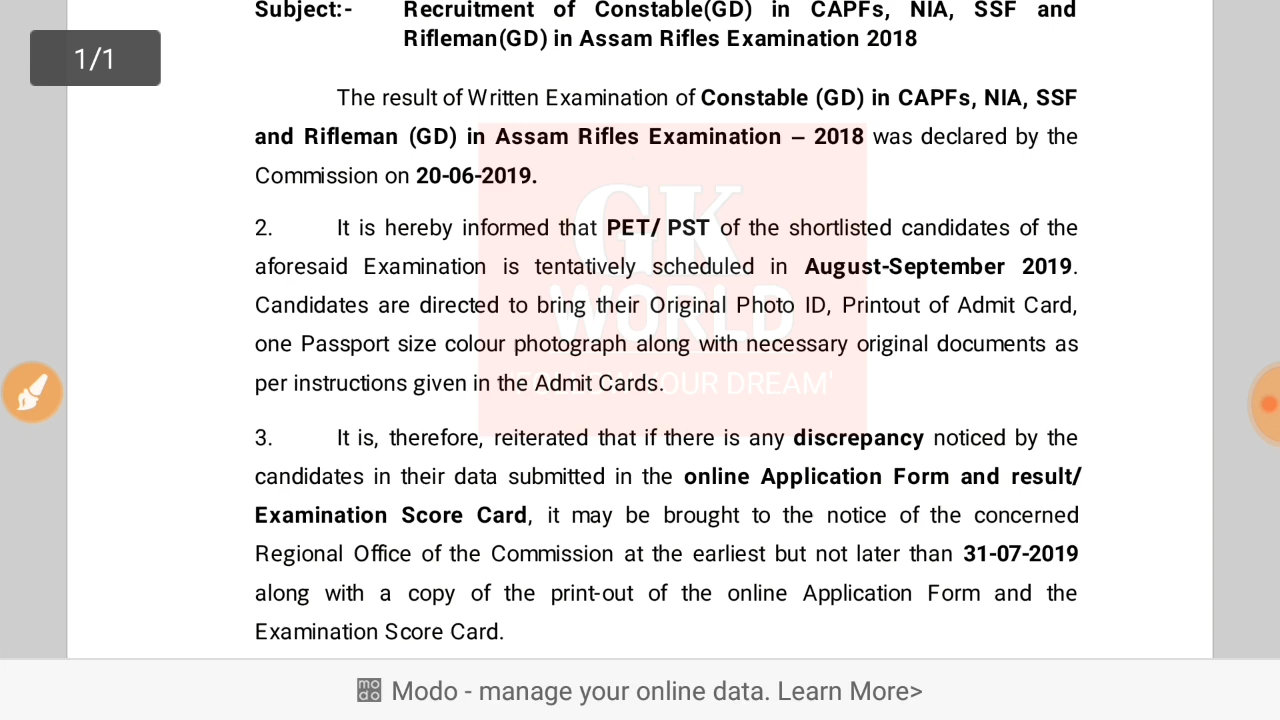 Subject:- Recruitment of Constable(GD) in CAPFs, NIA, SSF and
Rifleman(GD) in Assam Rifles Examination 2018
1/1
The result of Written Examination of Constable (GD) in CAPFs, NIA, SSF
and Rifleman (GD) in Assam Rifles Examination – 2018 was declared by the
Commission on 20-06-2019.
2. It is hereby informed that PET/ PST of the shortlisted candidates of the
aforesaid Examination is tentatively scheduled in August-September 2019.
Candidates are directed to bring their Original Photo ID, Printout of Admit Card,
one Passport size colour photograph along with necessary original documents as
per instructions given in the Admit Cards.
GK
WORLD
'FOLLOW YOUR DREAM'
3. It is, therefore, reiterated that if there is any discrepancy noticed by the
candidates in their data submitted in the online Application Form and result/
Examination Score Card, it may be brought to the notice of the concerned
Regional Office of the Commission at the earliest but not later than 31-07-2019
along with a copy of the print-out of the online Application Form and the
Examination Score Card.
modo Modo - manage your online data. Learn More>